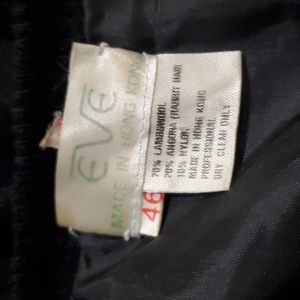 EVE
MADE IN HONG KONG
46
70% LAMBSWOOL
20% ANGORA (RABBIT HAIR
10% NYLON
MADE IN HONG KONG
PROFESSIONAL
DRY CLEAN ONLY